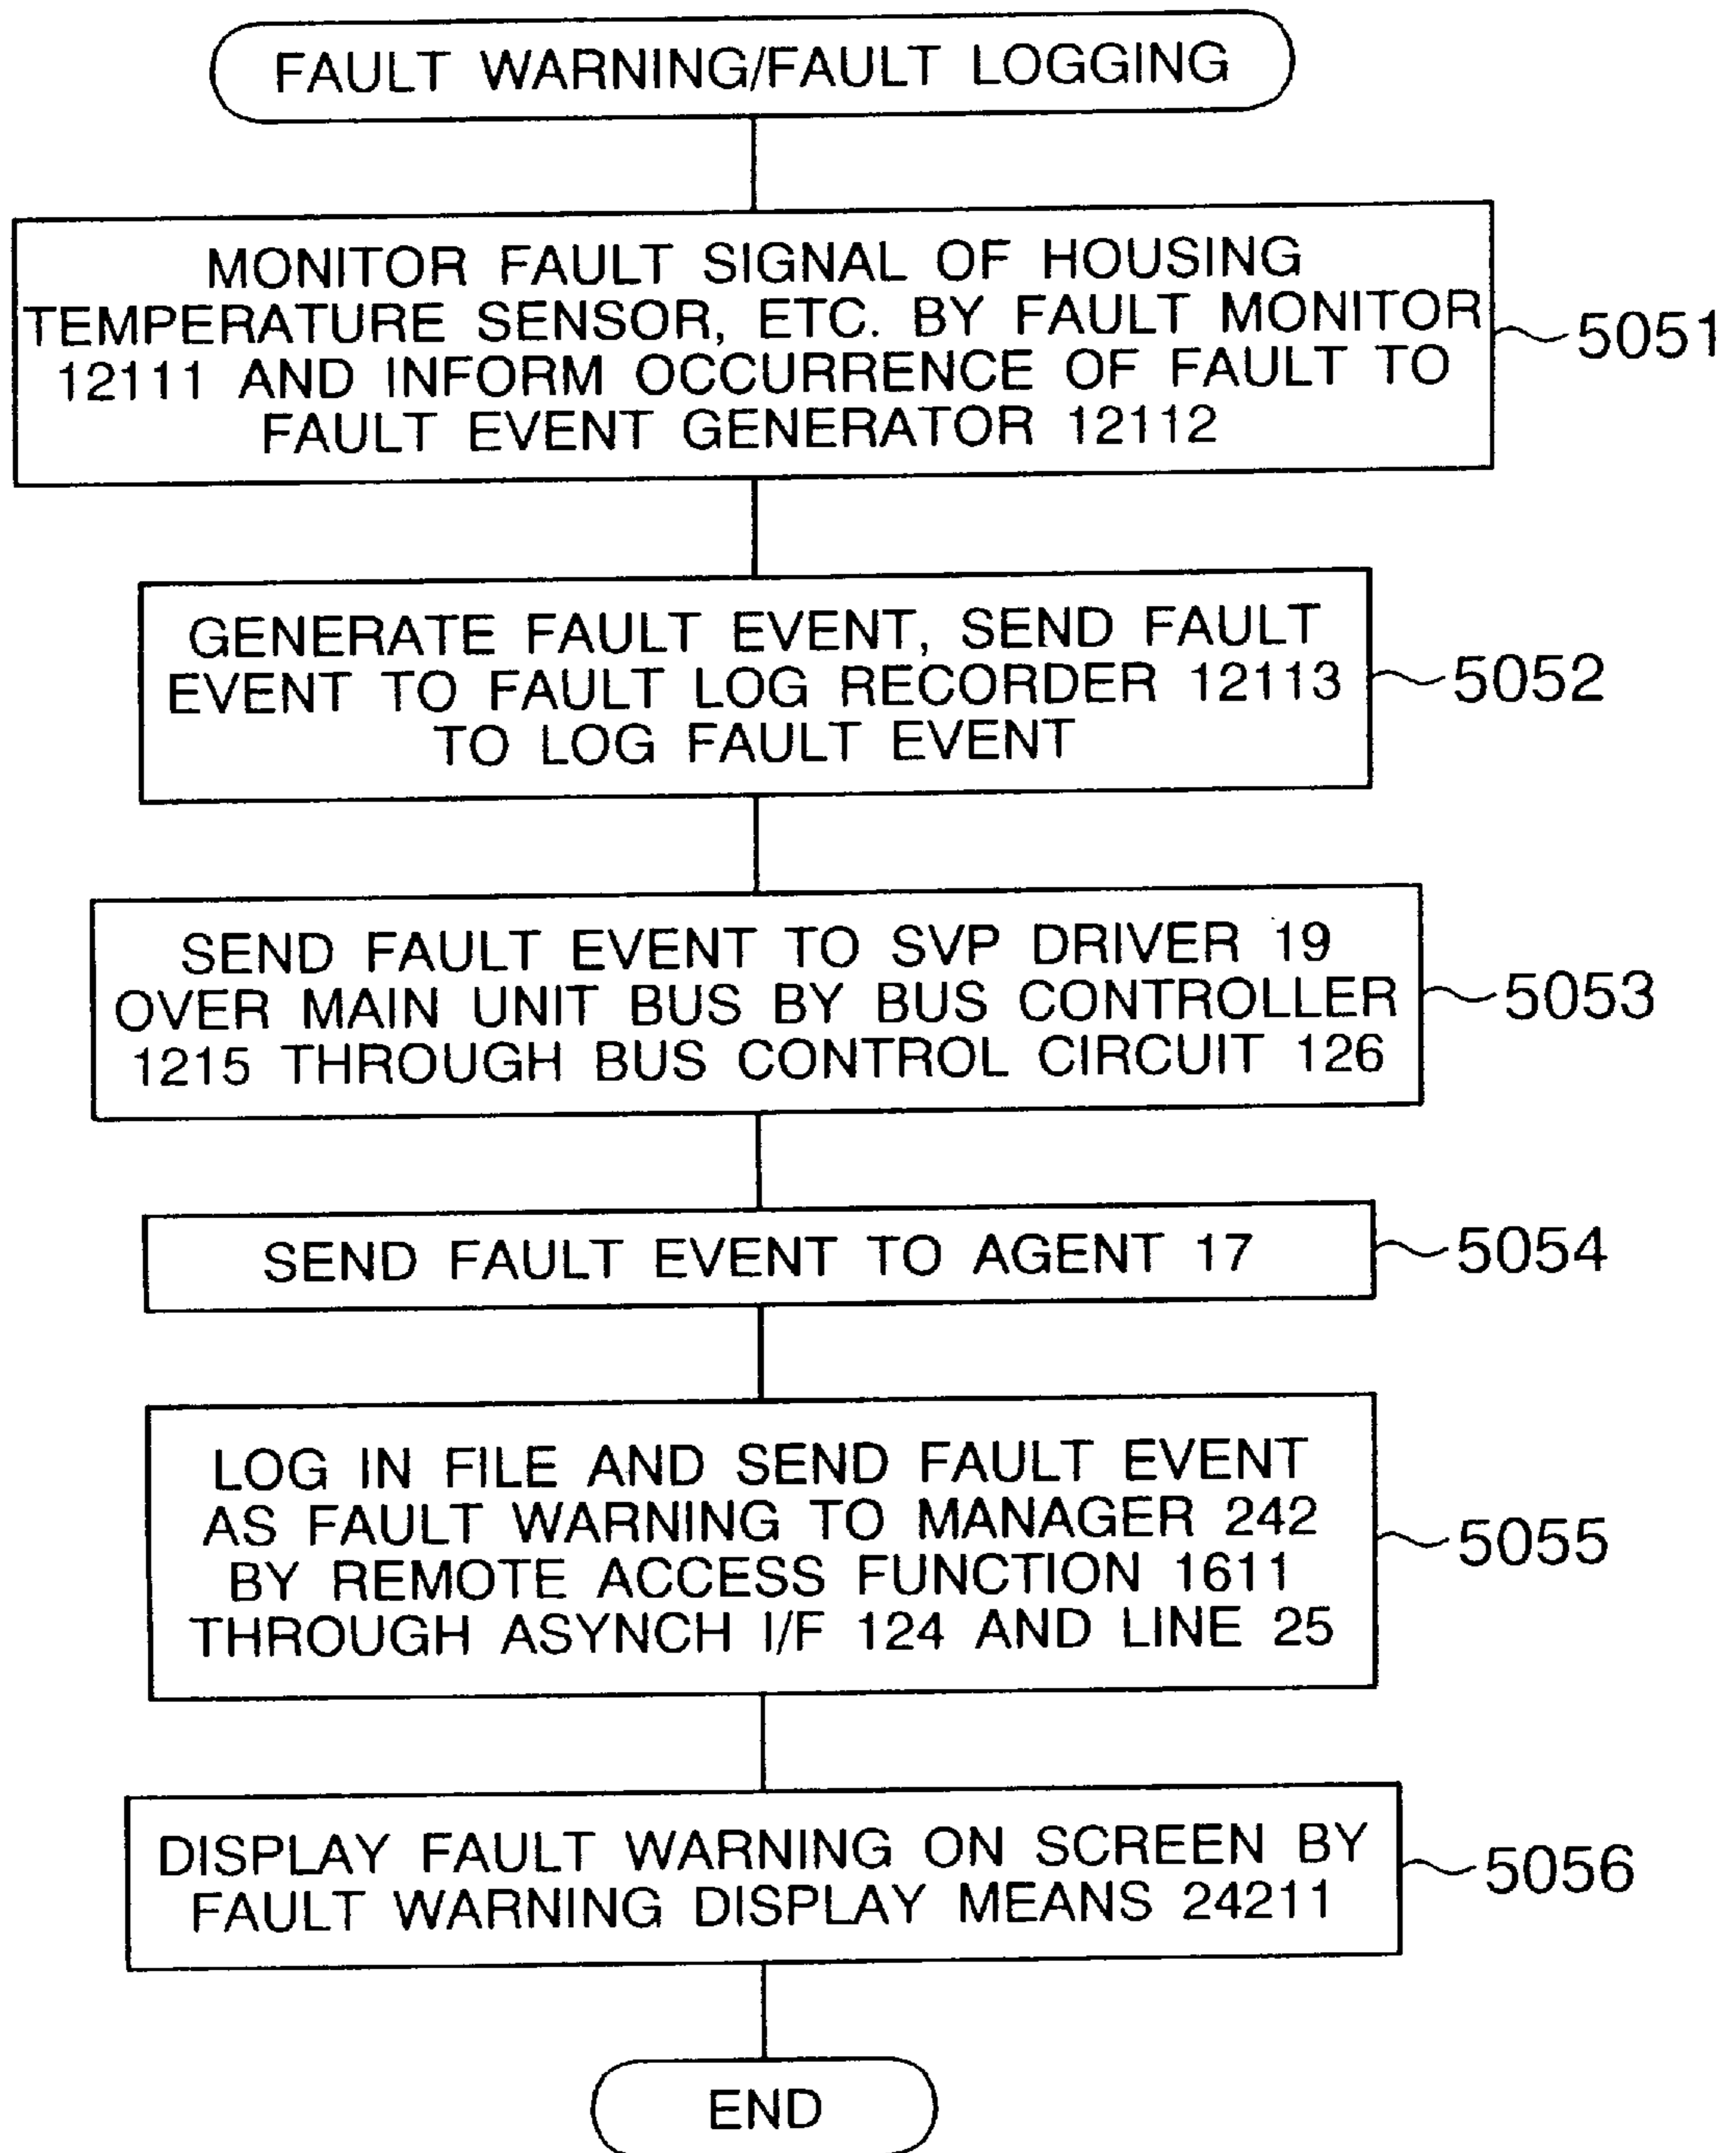 FAULT WARNING/FAULT LOGGING
MONITOR FAULT SIGNAL OF HOUSING
TEMPERATURE SENSOR, ETC. BY FAULT MONITOR
12111 AND INFORM OCCURRENCE OF FAULT TO
FAULT EVENT GENERATOR 12112
5051
GENERATE FAULT EVENT, SEND FAULT
EVENT TO FAULT LOG RECORDER 12113
TO LOG FAULT EVENT
5052
SEND FAULT EVENT TO SVP DRIVER 19
OVER MAIN UNIT BUS BY BUS CONTROLLER
1215 THROUGH BUS CONTROL CIRCUIT 126
5053
SEND FAULT EVENT TO AGENT 17
5054
LOG IN FILE AND SEND FAULT EVENT
AS FAULT WARNING TO MANAGER 242
BY REMOTE ACCESS FUNCTION 1611
THROUGH ASYNCH I/F 124 AND LINE 25
5055
DISPLAY FAULT WARNING ON SCREEN BY
FAULT WARNING DISPLAY MEANS 24211
5056
END